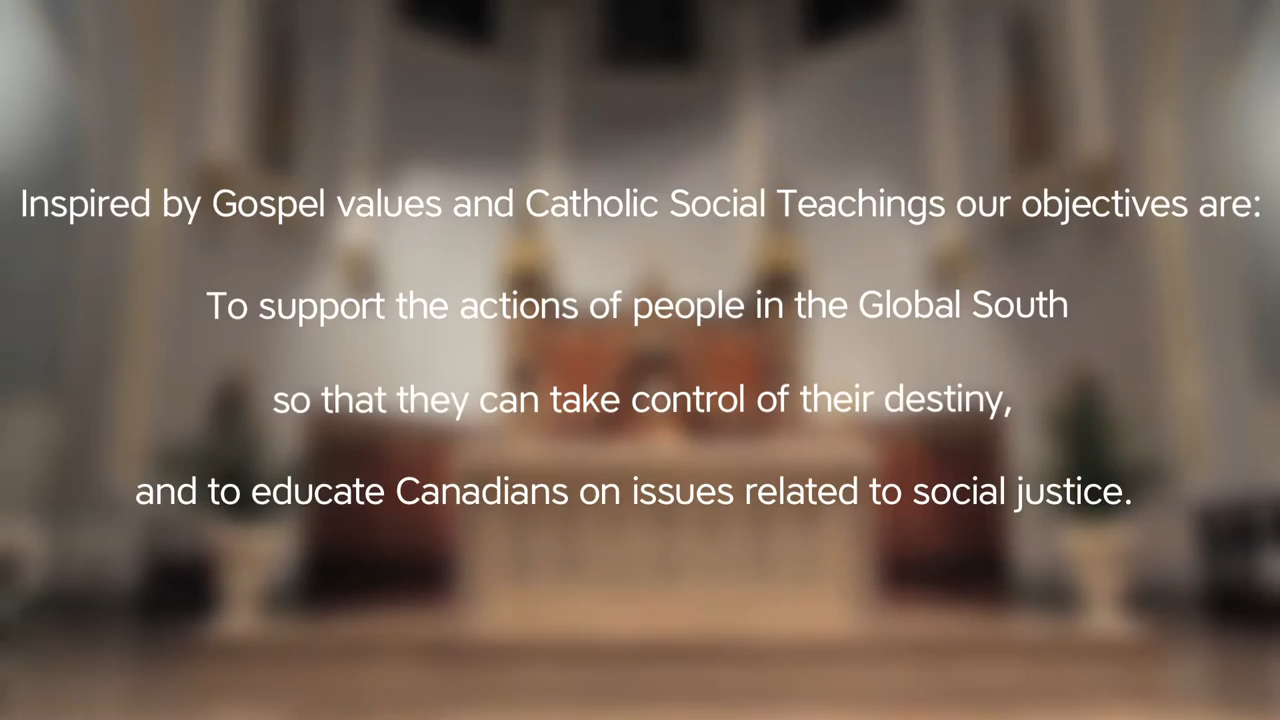 Inspired by Gospel values and Catholic Social Teachings our objectives are:
To support the actions of people in the Global South
so that they can take control of their destiny,
and to educate Canadians on issues related to social justice.